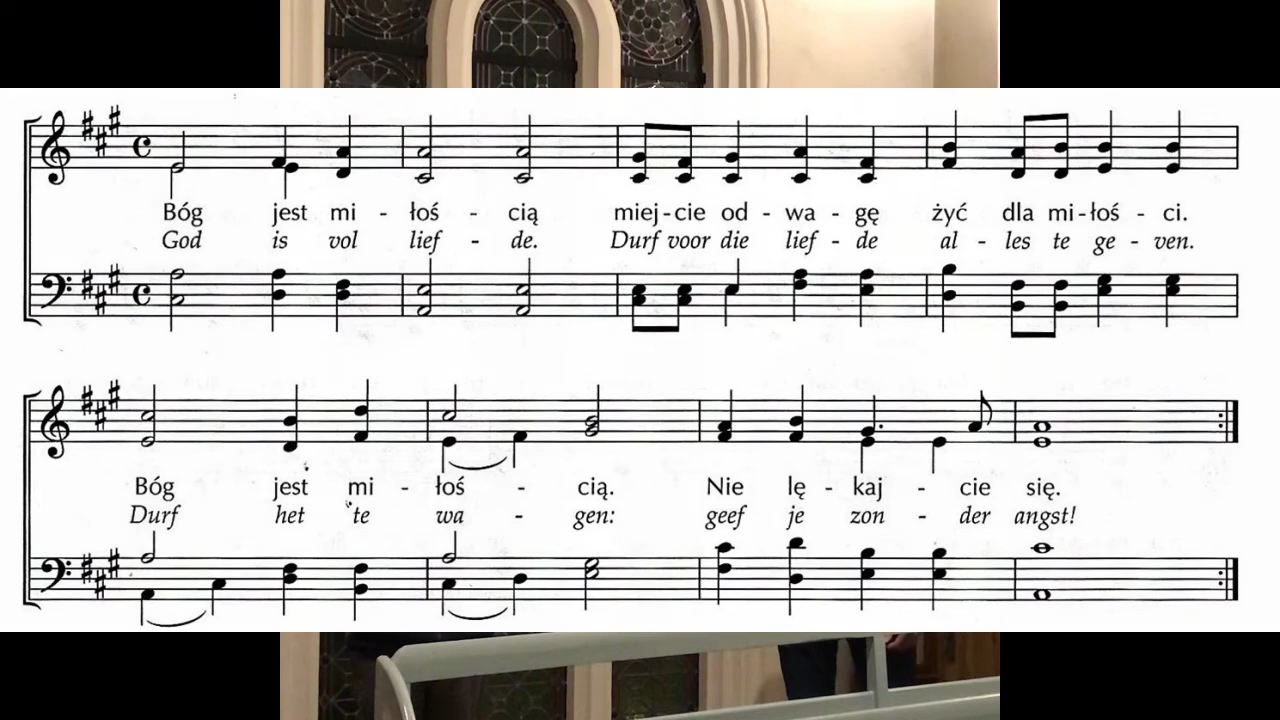 Bóg jest mi - łoś - cią miej - cie od - wa - gę żyć dla mi - łoś - ci.
God is vol lief - de. Durf voor die lief - de al - les te ge - ven.
Bóg jest mi - łoś - cią. Nie lę - kaj - cie się.
Durf het te wa - gen: geef je zon - der angst!